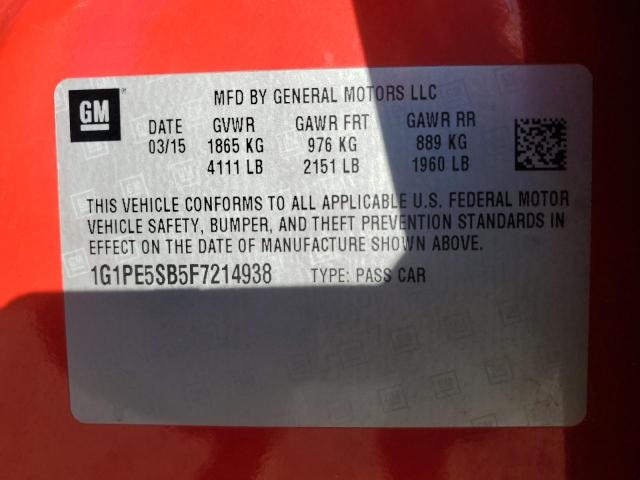 GM
MFD BY GENERAL MOTORS LLC
DATE GVWR GAWR FRT GAWR RR
03/15 1865 KG 976 KG 889 KG
4111 LB 2151 LB 1960 LB
THIS VEHICLE CONFORMS TO ALL APPLICABLE U.S. FEDERAL MOTOR
VEHICLE SAFETY, BUMPER, AND THEFT PREVENTION STANDARDS IN
EFFECT ON THE DATE OF MANUFACTURE SHOWN ABOVE.
1G1PE5SB5F7214938 TYPE: PASS CAR